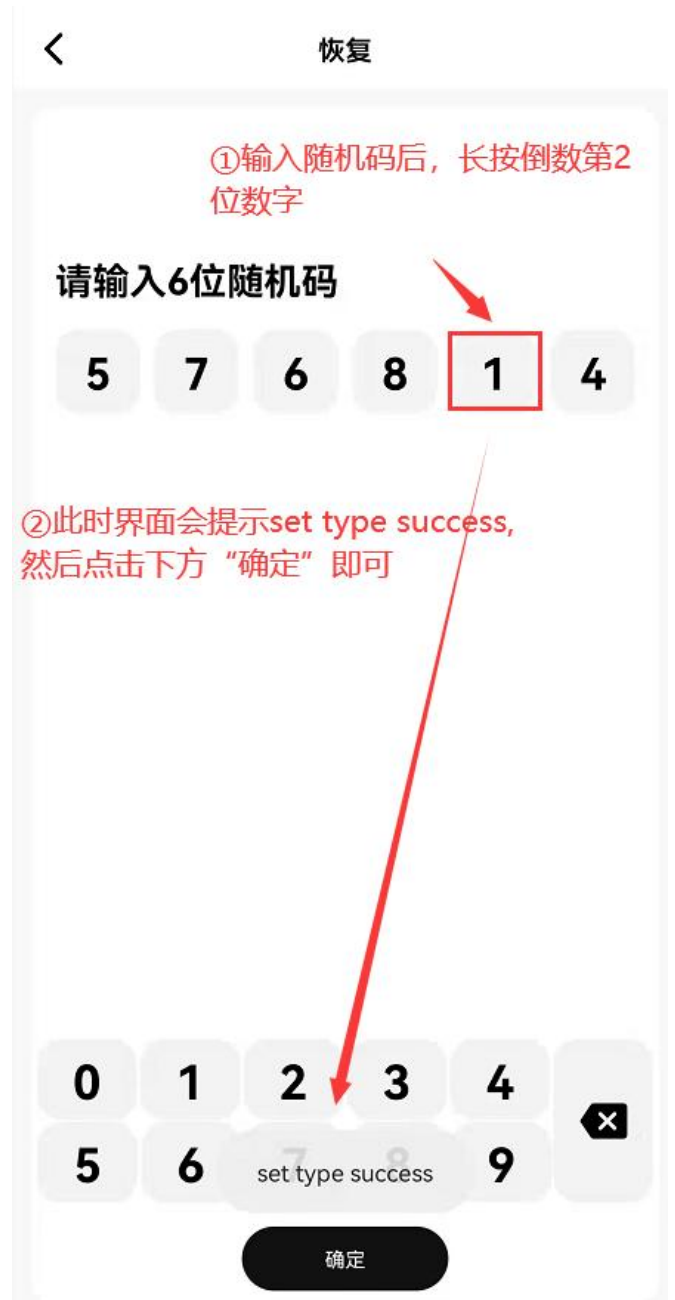 恢复
①输入随机码后，长按倒数第2
位数字
请输入6位随机码
5 7 6 8 1 4
②此时界面会提示set type success,
然后点击下方“确定”即可
0 1 2 3 4
5 6 7 8 9
set type success
确定